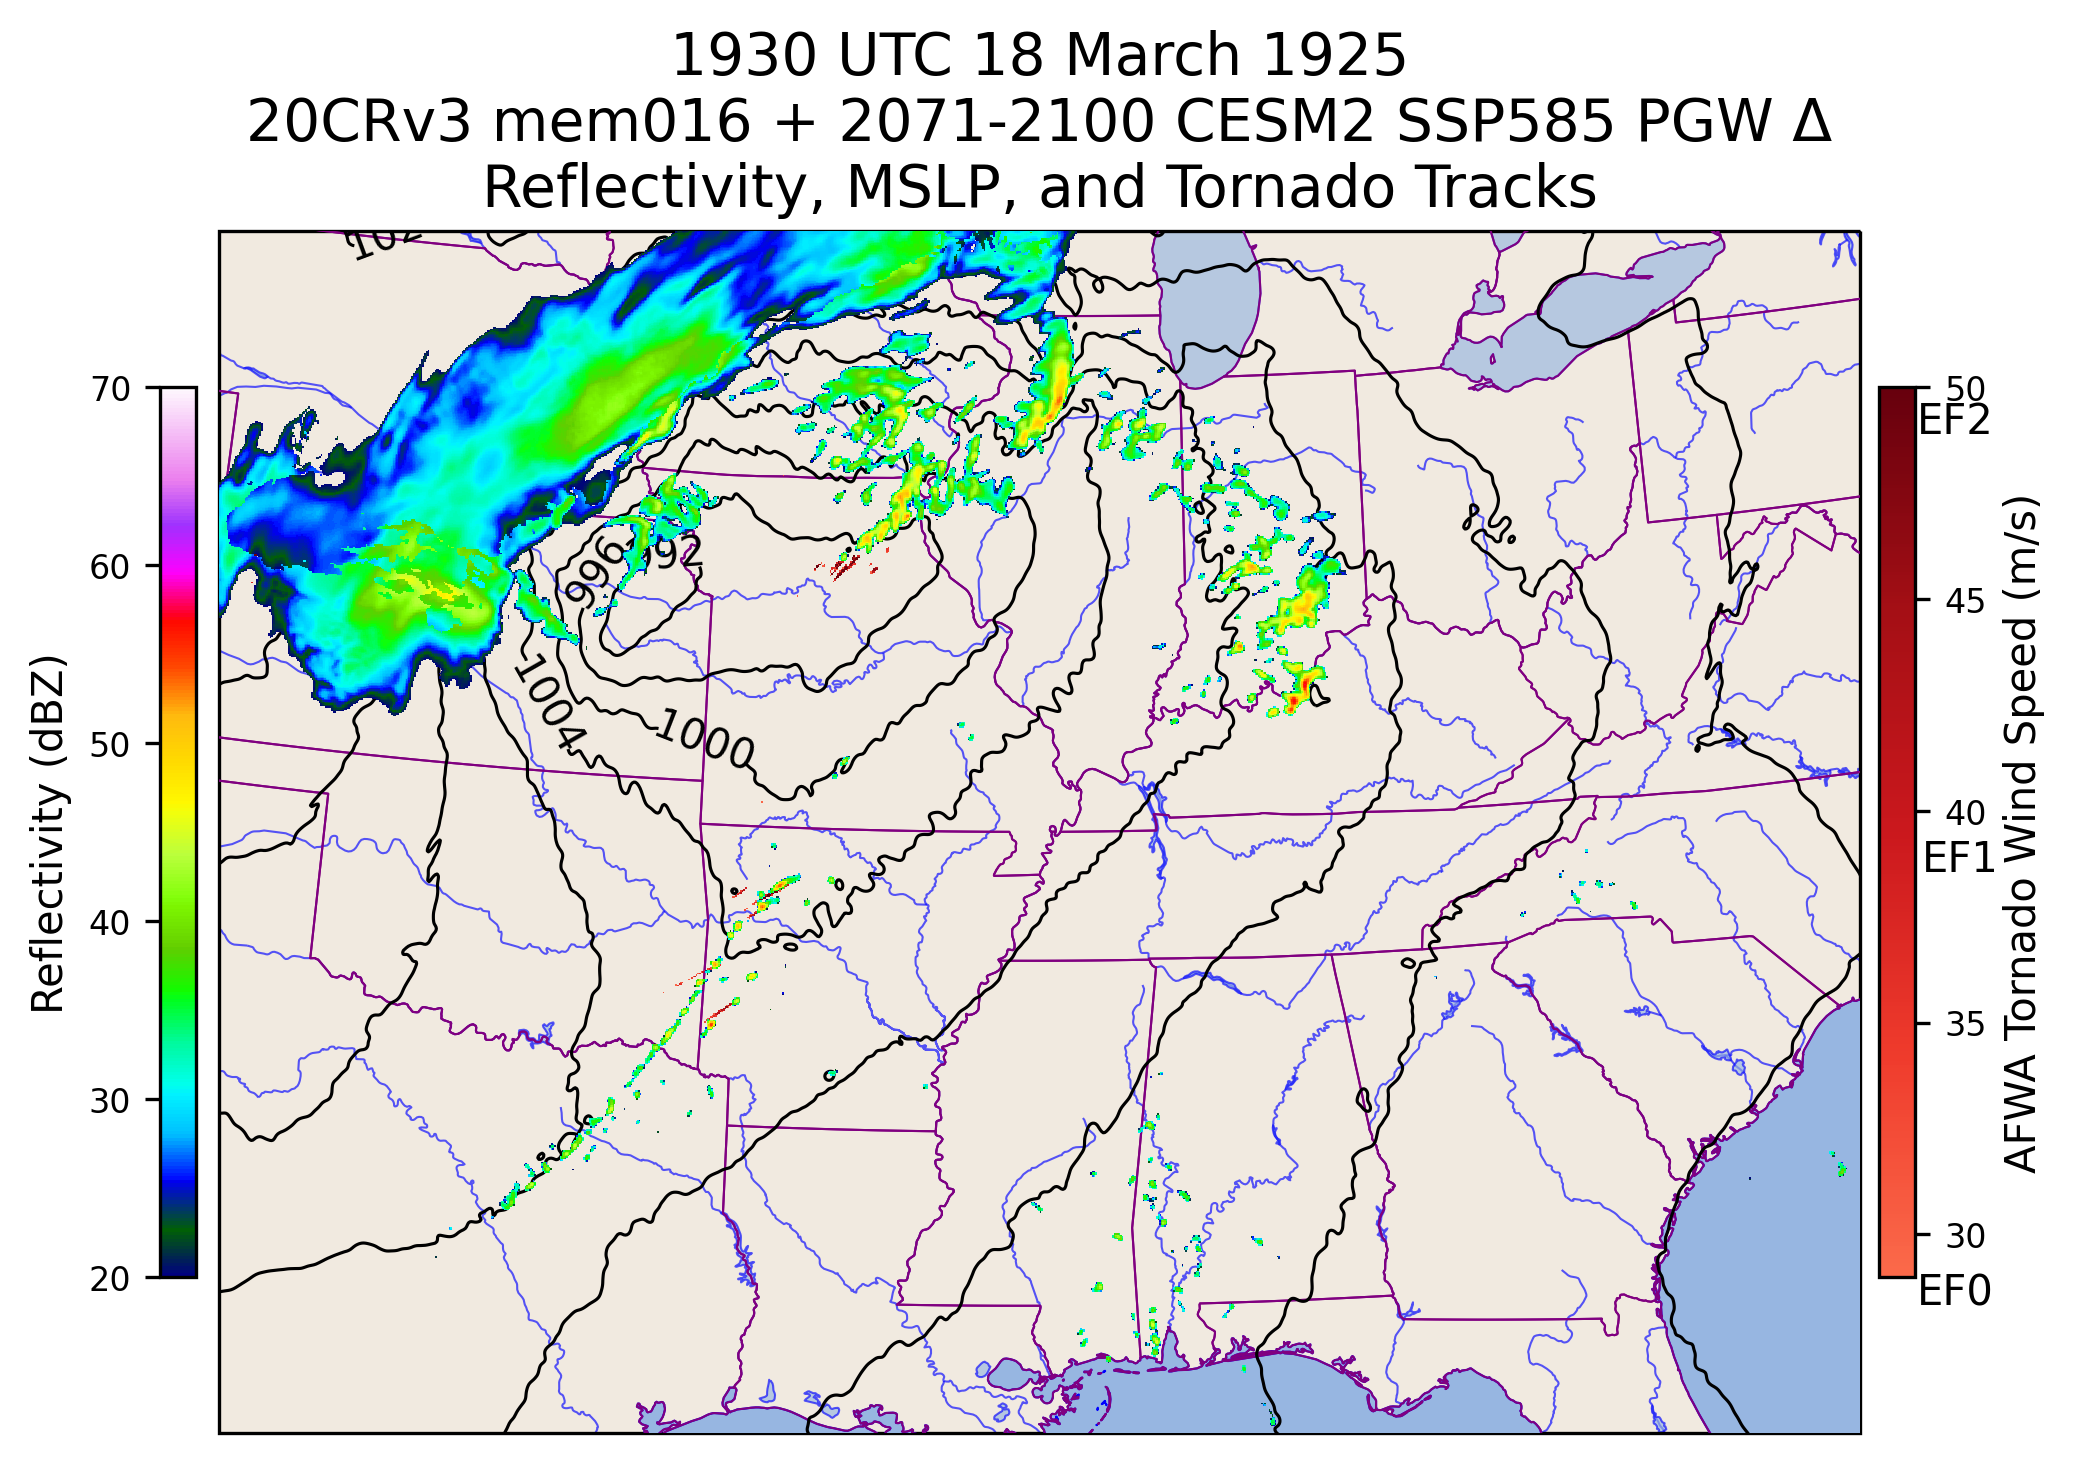 1930 UTC 18 March 1925
20CRv3 mem016 + 2071-2100 CESM2 SSP585 PGW Δ
Reflectivity, MSLP, and Tornado Tracks
Reflectivity (dBZ)
70
60
50
40
30
20
996
992
1004
1000
50
EF2
45
40
EF1
35
30
EF0
AFWA Tornado Wind Speed (m/s)